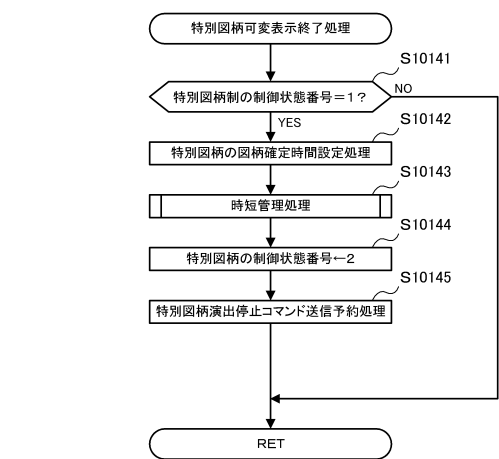 特別図柄可変表示終了処理
S10141
特別図柄制の制御状態番号＝1？
NO
YES
S10142
特別図柄の図柄確定時間設定処理
S10143
時短管理処理
S10144
特別図柄の制御状態番号←2
S10145
特別図柄演出停止コマンド送信予約処理
RET